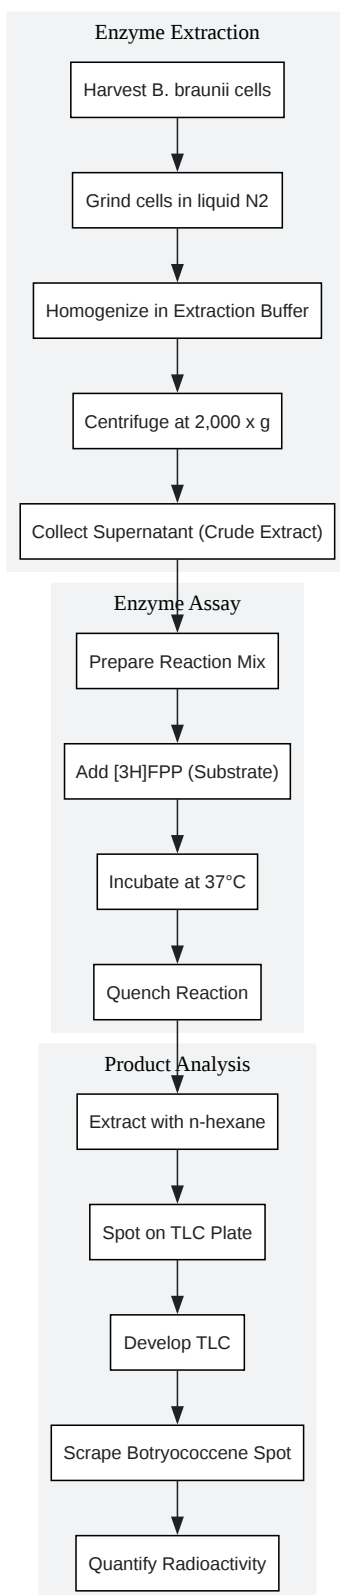 Enzyme Extraction
Harvest B. braunii cells
Grind cells in liquid N2
Homogenize in Extraction Buffer
Centrifuge at 2,000 x g
Collect Supernatant (Crude Extract)
Enzyme Assay
Prepare Reaction Mix
Add [3H]FPP (Substrate)
Incubate at 37°C
Quench Reaction
Product Analysis
Extract with n-hexane
Spot on TLC Plate
Develop TLC
Scrape Botryococcene Spot
Quantify Radioactivity